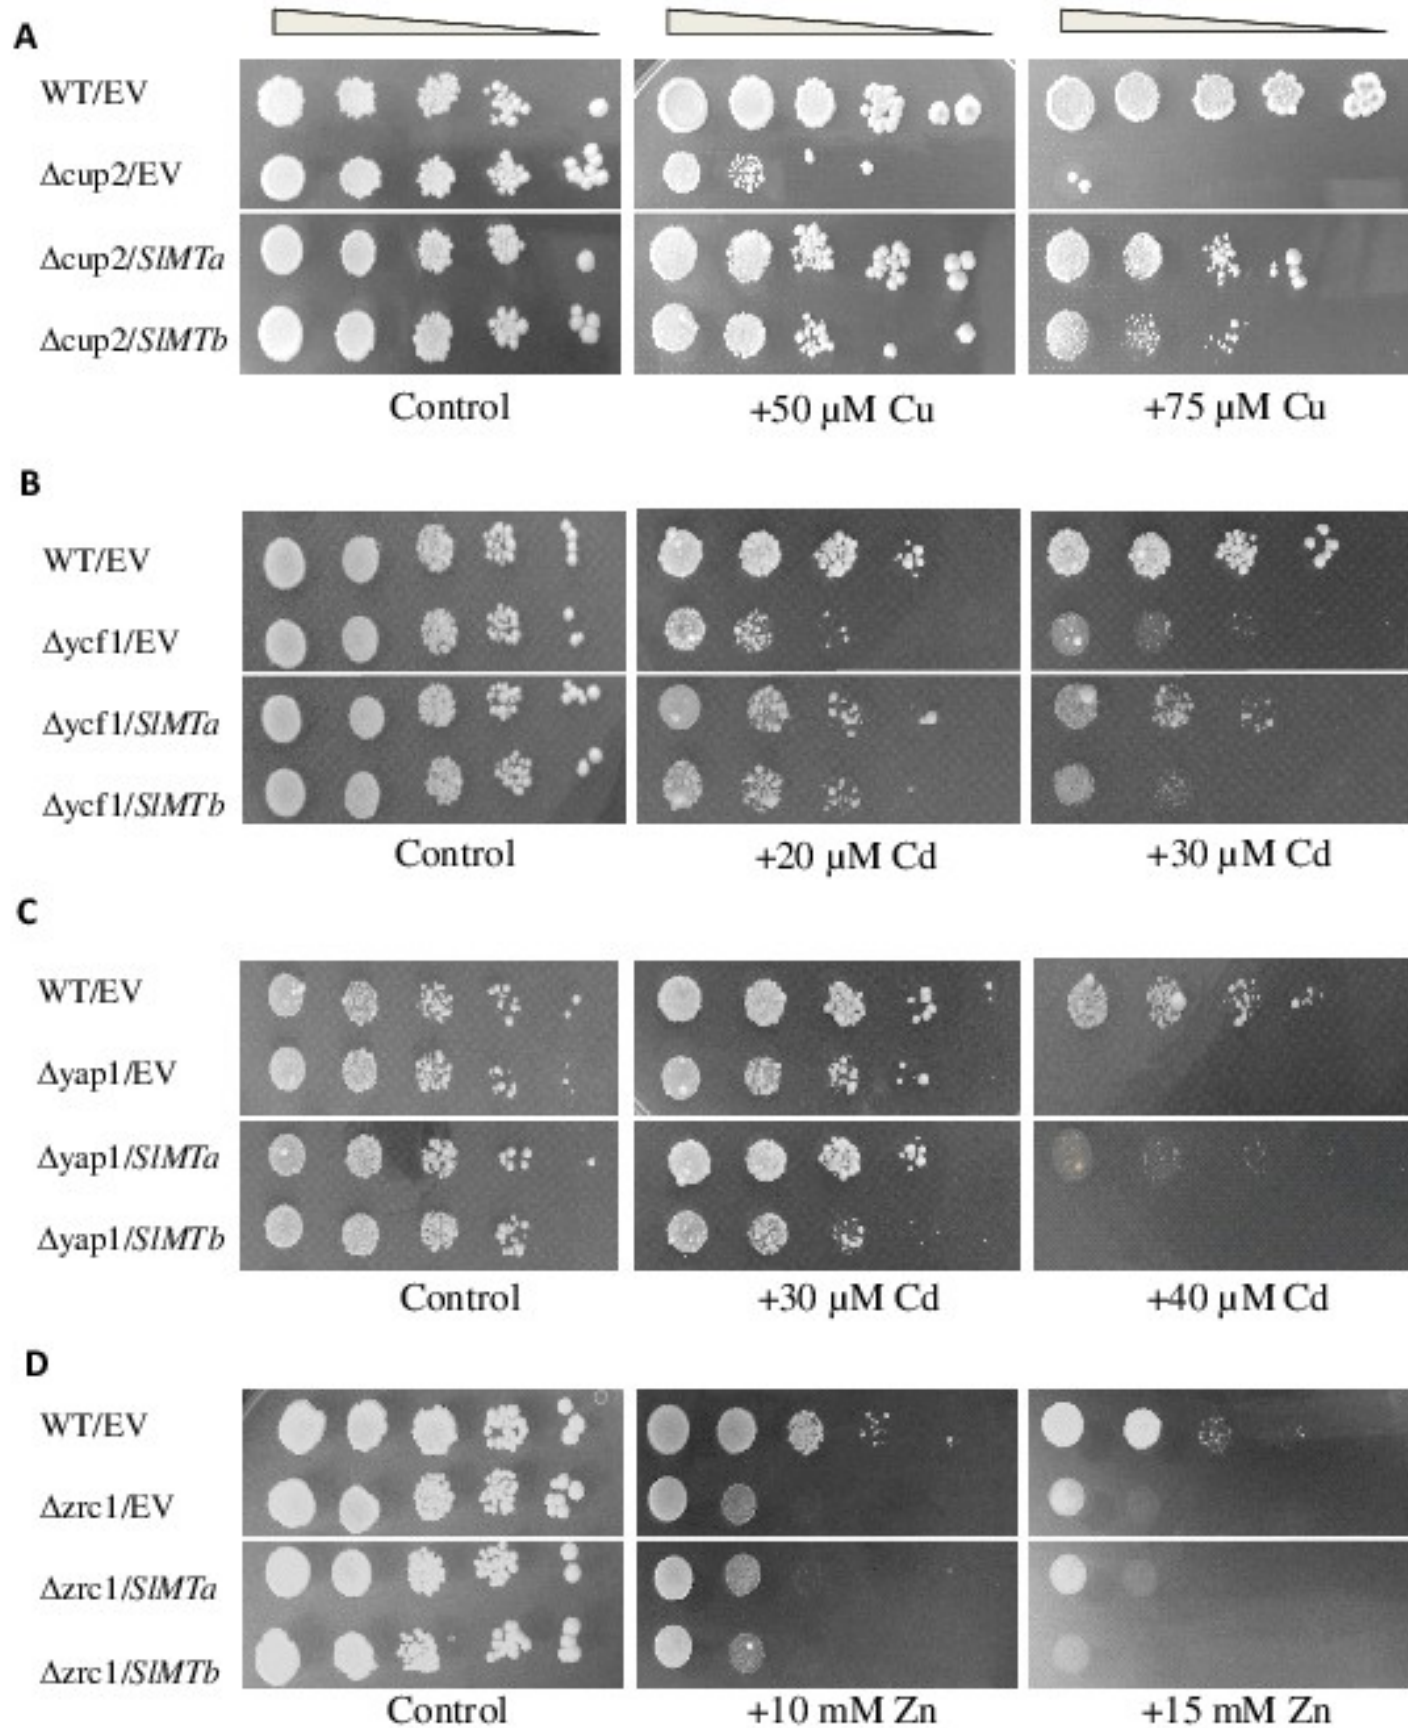 A
WT/EV
Δcup2/EV
Δcup2/SlMTa
Δcup2/SlMTb
Control
+50 μM Cu
+75 μM Cu
B
WT/EV
Δycf1/EV
Δycf1/SlMTa
Δycf1/SlMTb
Control
+20 μM Cd
+30 μM Cd
C
WT/EV
Δyap1/EV
Δyap1/SlMTa
Δyap1/SlMTb
Control
+30 μM Cd
+40 μM Cd
D
WT/EV
Δzrc1/EV
Δzrc1/SlMTa
Δzrc1/SlMTb
Control
+10 mM Zn
+15 mM Zn